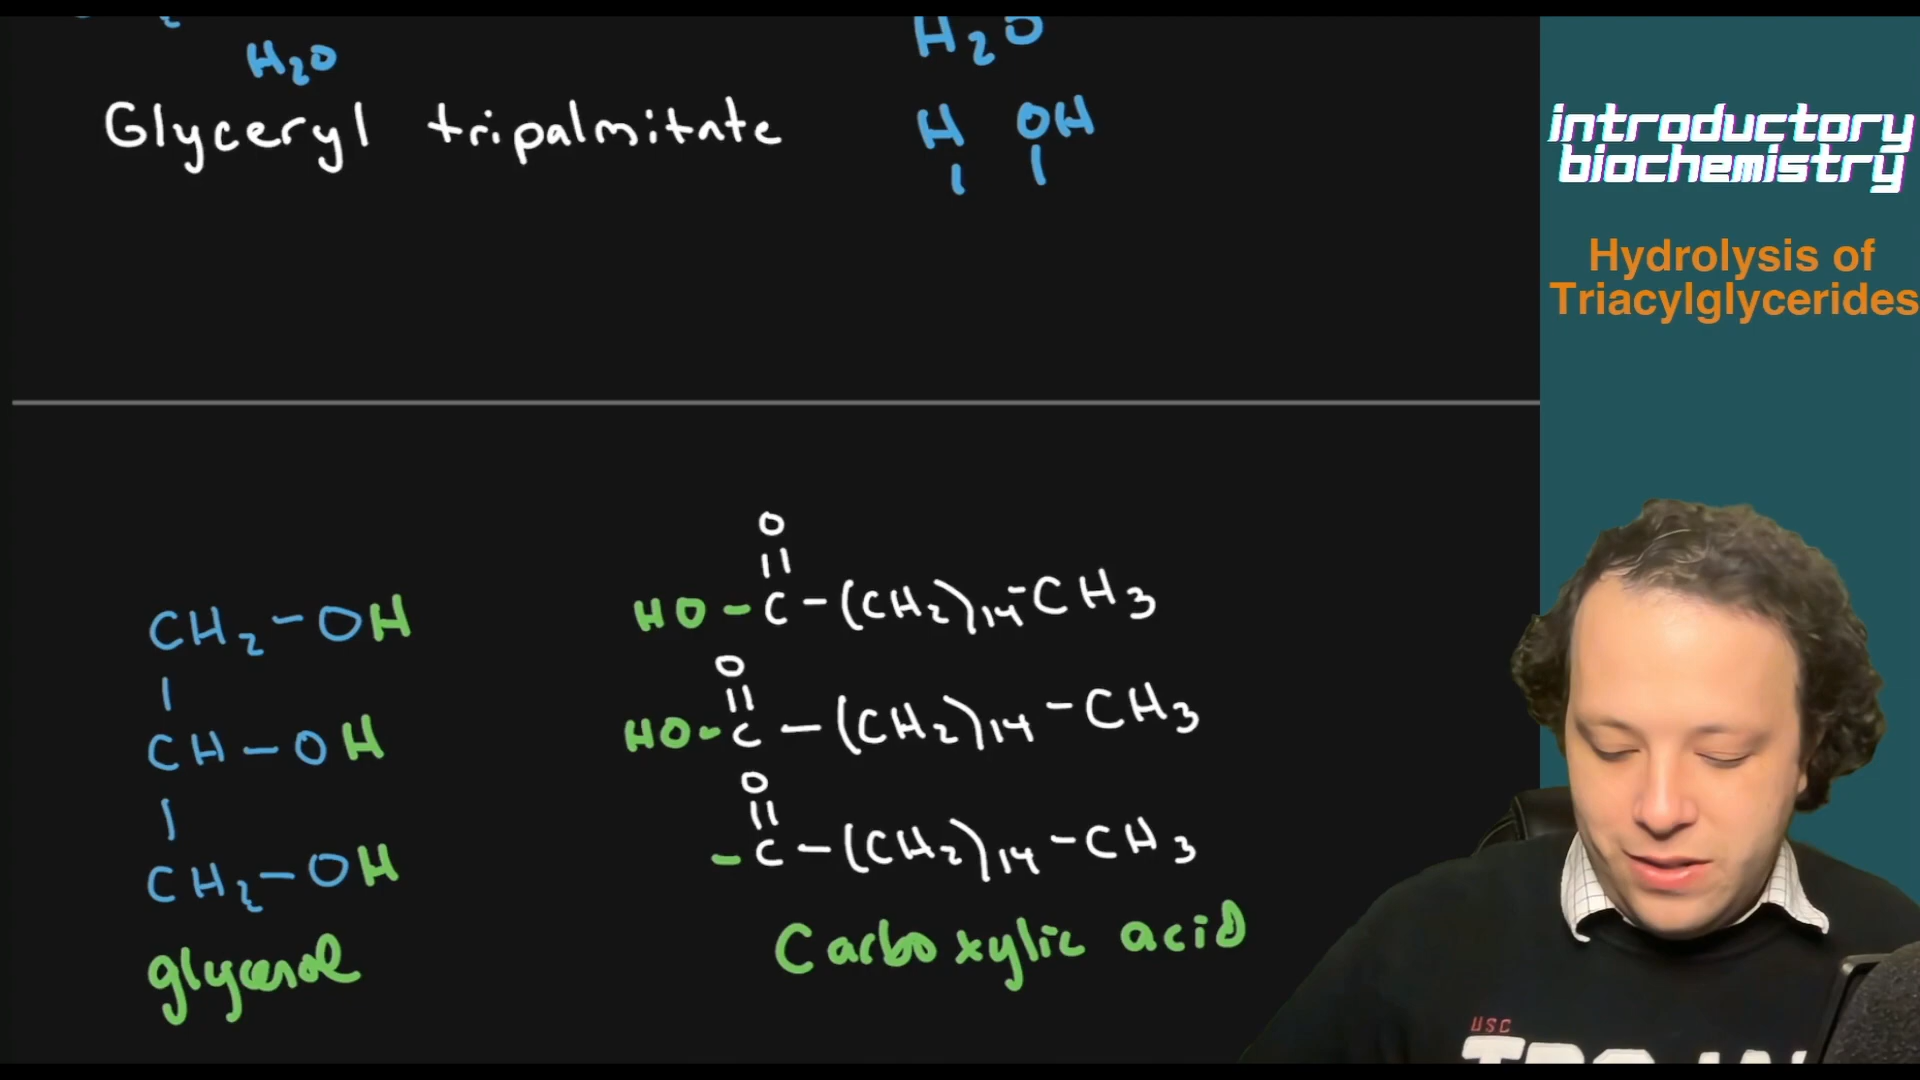 H₂O
H₂O
Glyceryl tripalmitate
H OH
introductory
biochemistry
Hydrolysis of
Triacylglycerides
O
||
HO-C-(CH₂)₁₄-CH₃
CH₂-OH
|
O
||
HO-C-(CH₂)₁₄-CH₃
CH-OH
|
O
||
-C-(CH₂)₁₄-CH₃
CH₂-OH
glycerol
Carboxylic acid
USC